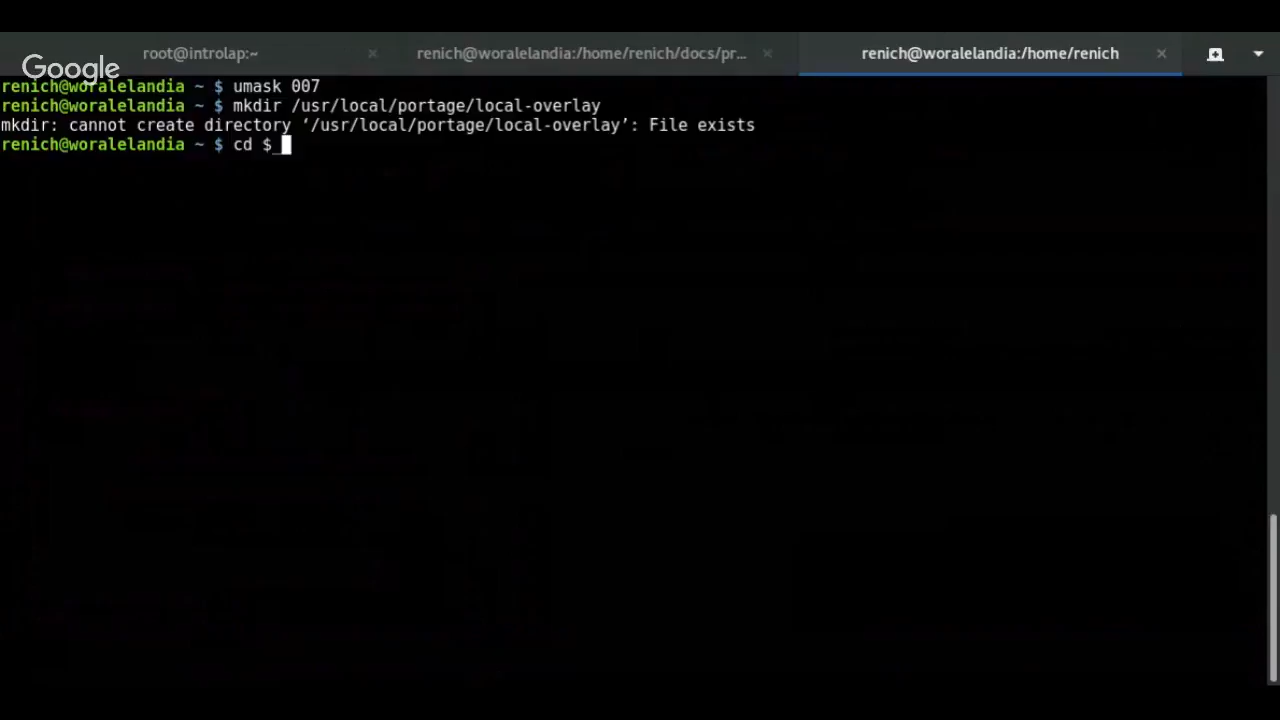 Google
root@introlap:~
renich@woralelandia:/home/renich/docs/pr...
renich@woralelandia:/home/renich
renich@woralelandia ~ $ umask 007
renich@woralelandia ~ $ mkdir /usr/local/portage/local-overlay
mkdir: cannot create directory ‘/usr/local/portage/local-overlay’: File exists
renich@woralelandia ~ $ cd $_